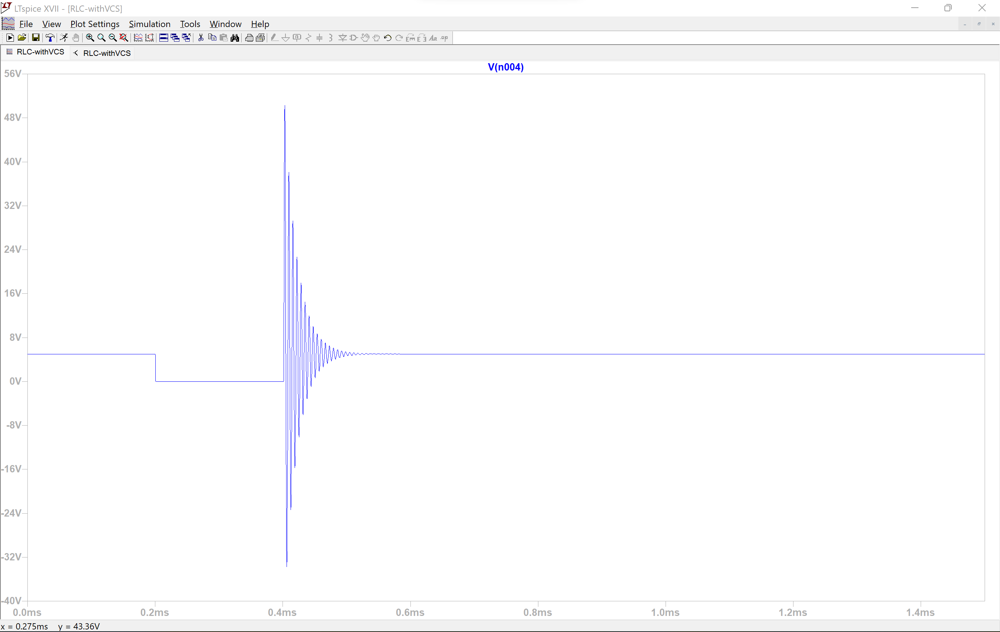 LTspice XVII - [RLC-withVCS]
File View Plot Settings Simulation Tools Window Help
RLC-withVCS RLC-withVCS
V(n004)
56V
48V
40V
32V
24V
16V
8V
0V
-8V
-16V
-24V
-32V
-40V
0.0ms 0.2ms 0.4ms 0.6ms 0.8ms 1.0ms 1.2ms 1.4ms
x = 0.275ms y = 43.36V